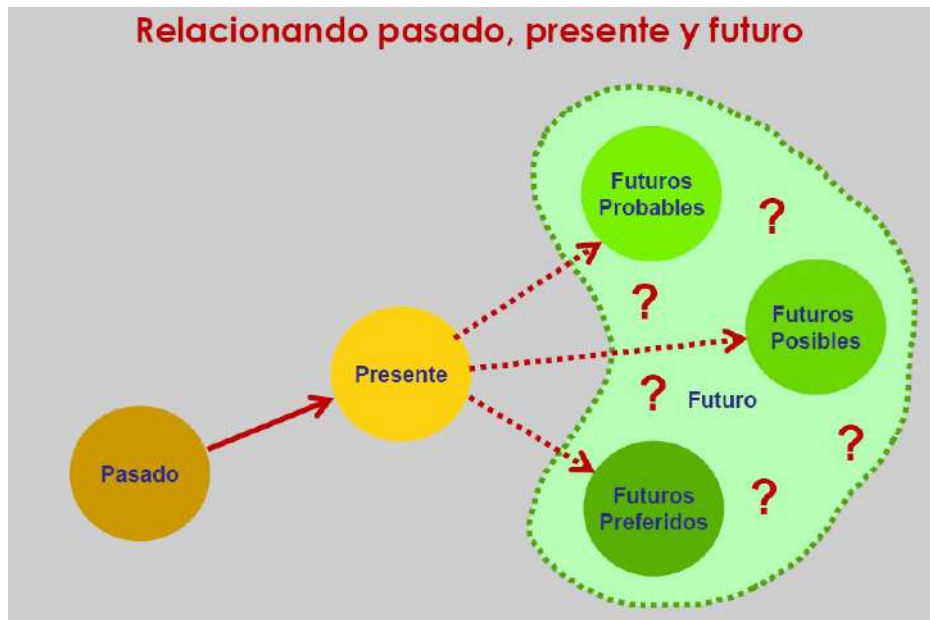 Relacionando pasado, presente y futuro
Futuros
Probables
?
?
Futuros
Posibles
Presente
?
Futuro
?
Pasado
Futuros
Preferidos
?